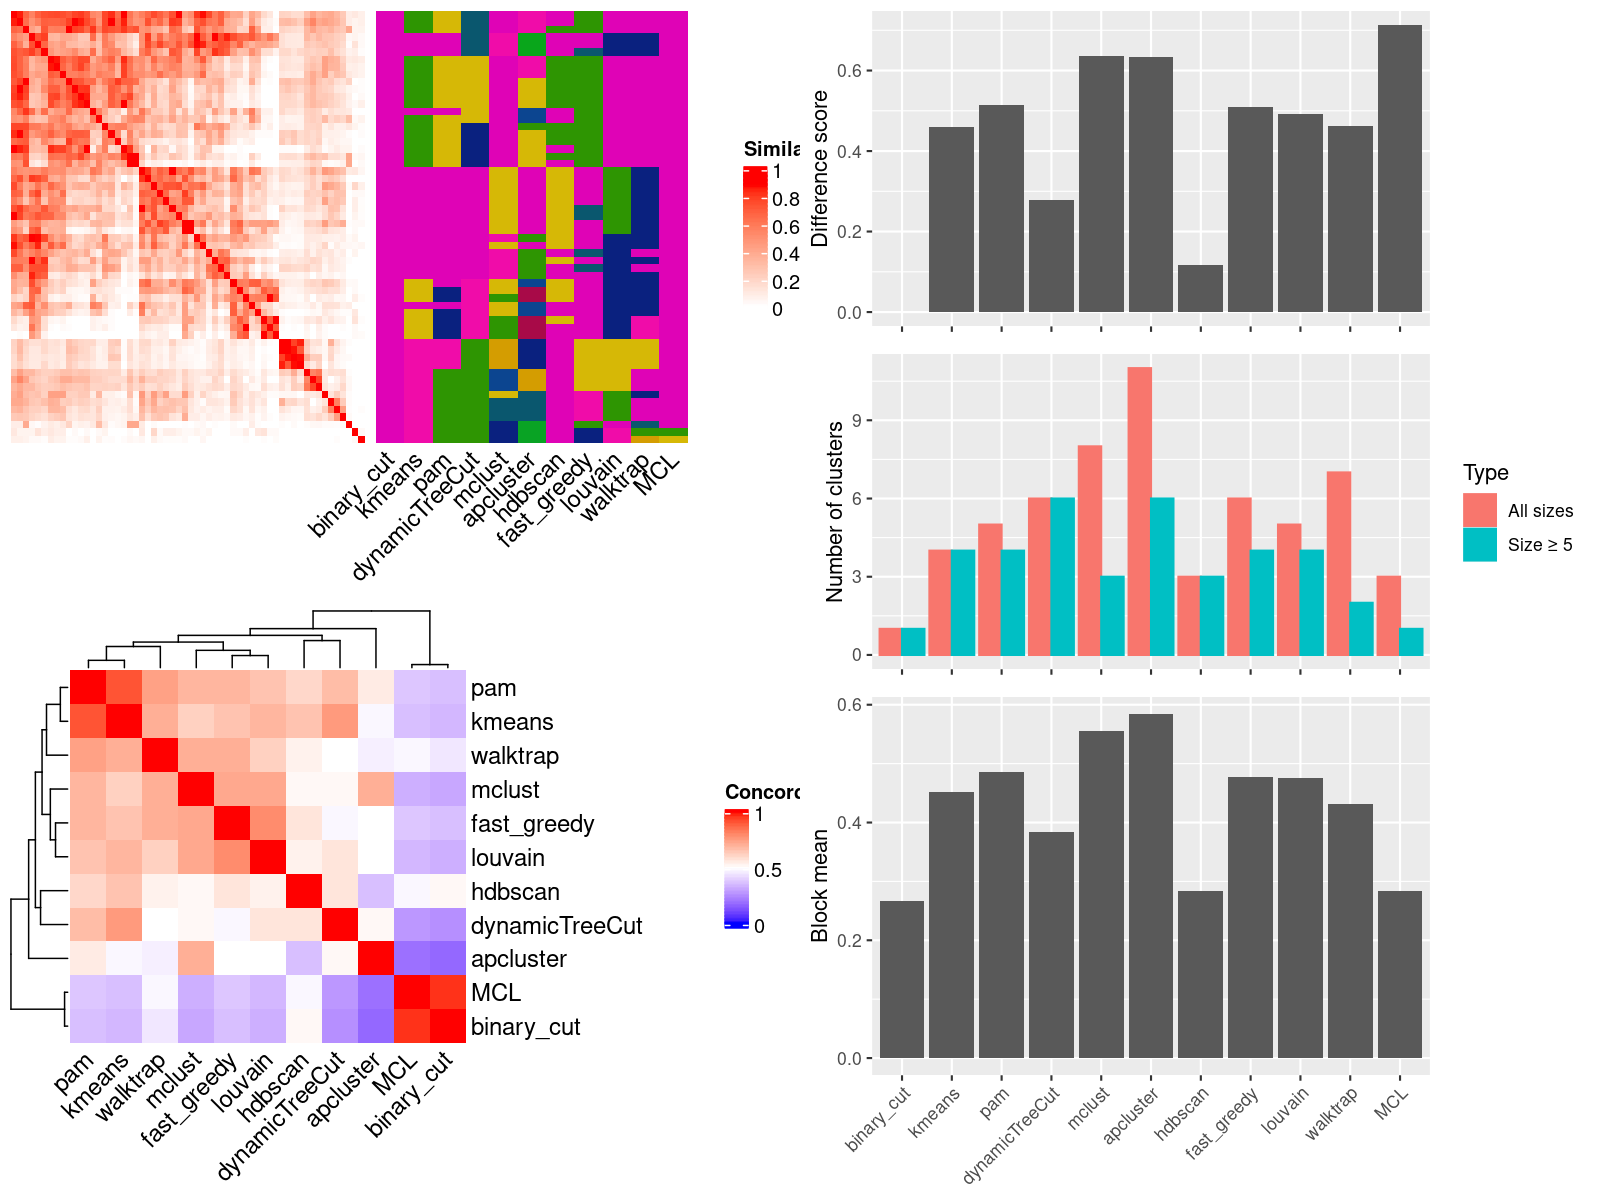 Simila
1
0.8
0.6
0.4
0.2
0
binary_cut
kmeans
pam
dynamicTreeCut
mclust
apcluster
hdbscan
fast_greedy
louvain
walktrap
MCL
pam
kmeans
walktrap
mclust
fast_greedy
louvain
hdbscan
dynamicTreeCut
apcluster
MCL
binary_cut
pam
kmeans
walktrap
mclust
fast_greedy
louvain
hdbscan
dynamicTreeCut
apcluster
MCL
binary_cut
Concord
1
0.5
0
Difference score
0.6
0.4
0.2
0.0
Number of clusters
9
6
3
0
Type
All sizes
Size ≥ 5
Block mean
0.6
0.4
0.2
0.0
binary_cut
kmeans
pam
dynamicTreeCut
mclust
apcluster
hdbscan
fast_greedy
louvain
walktrap
MCL